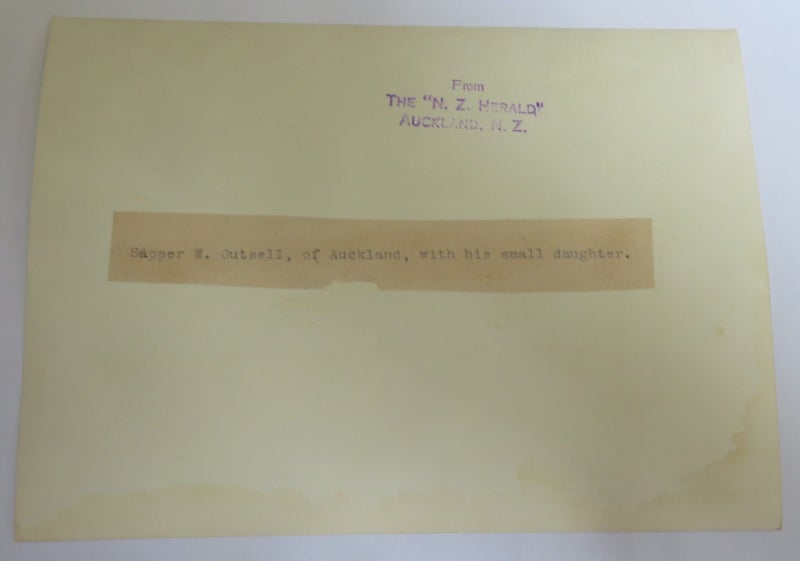 From
THE "N. Z. HERALD"
AUCKLAND, N. Z.
Sapper W. Gutsell, of Auckland, with his small daughter.